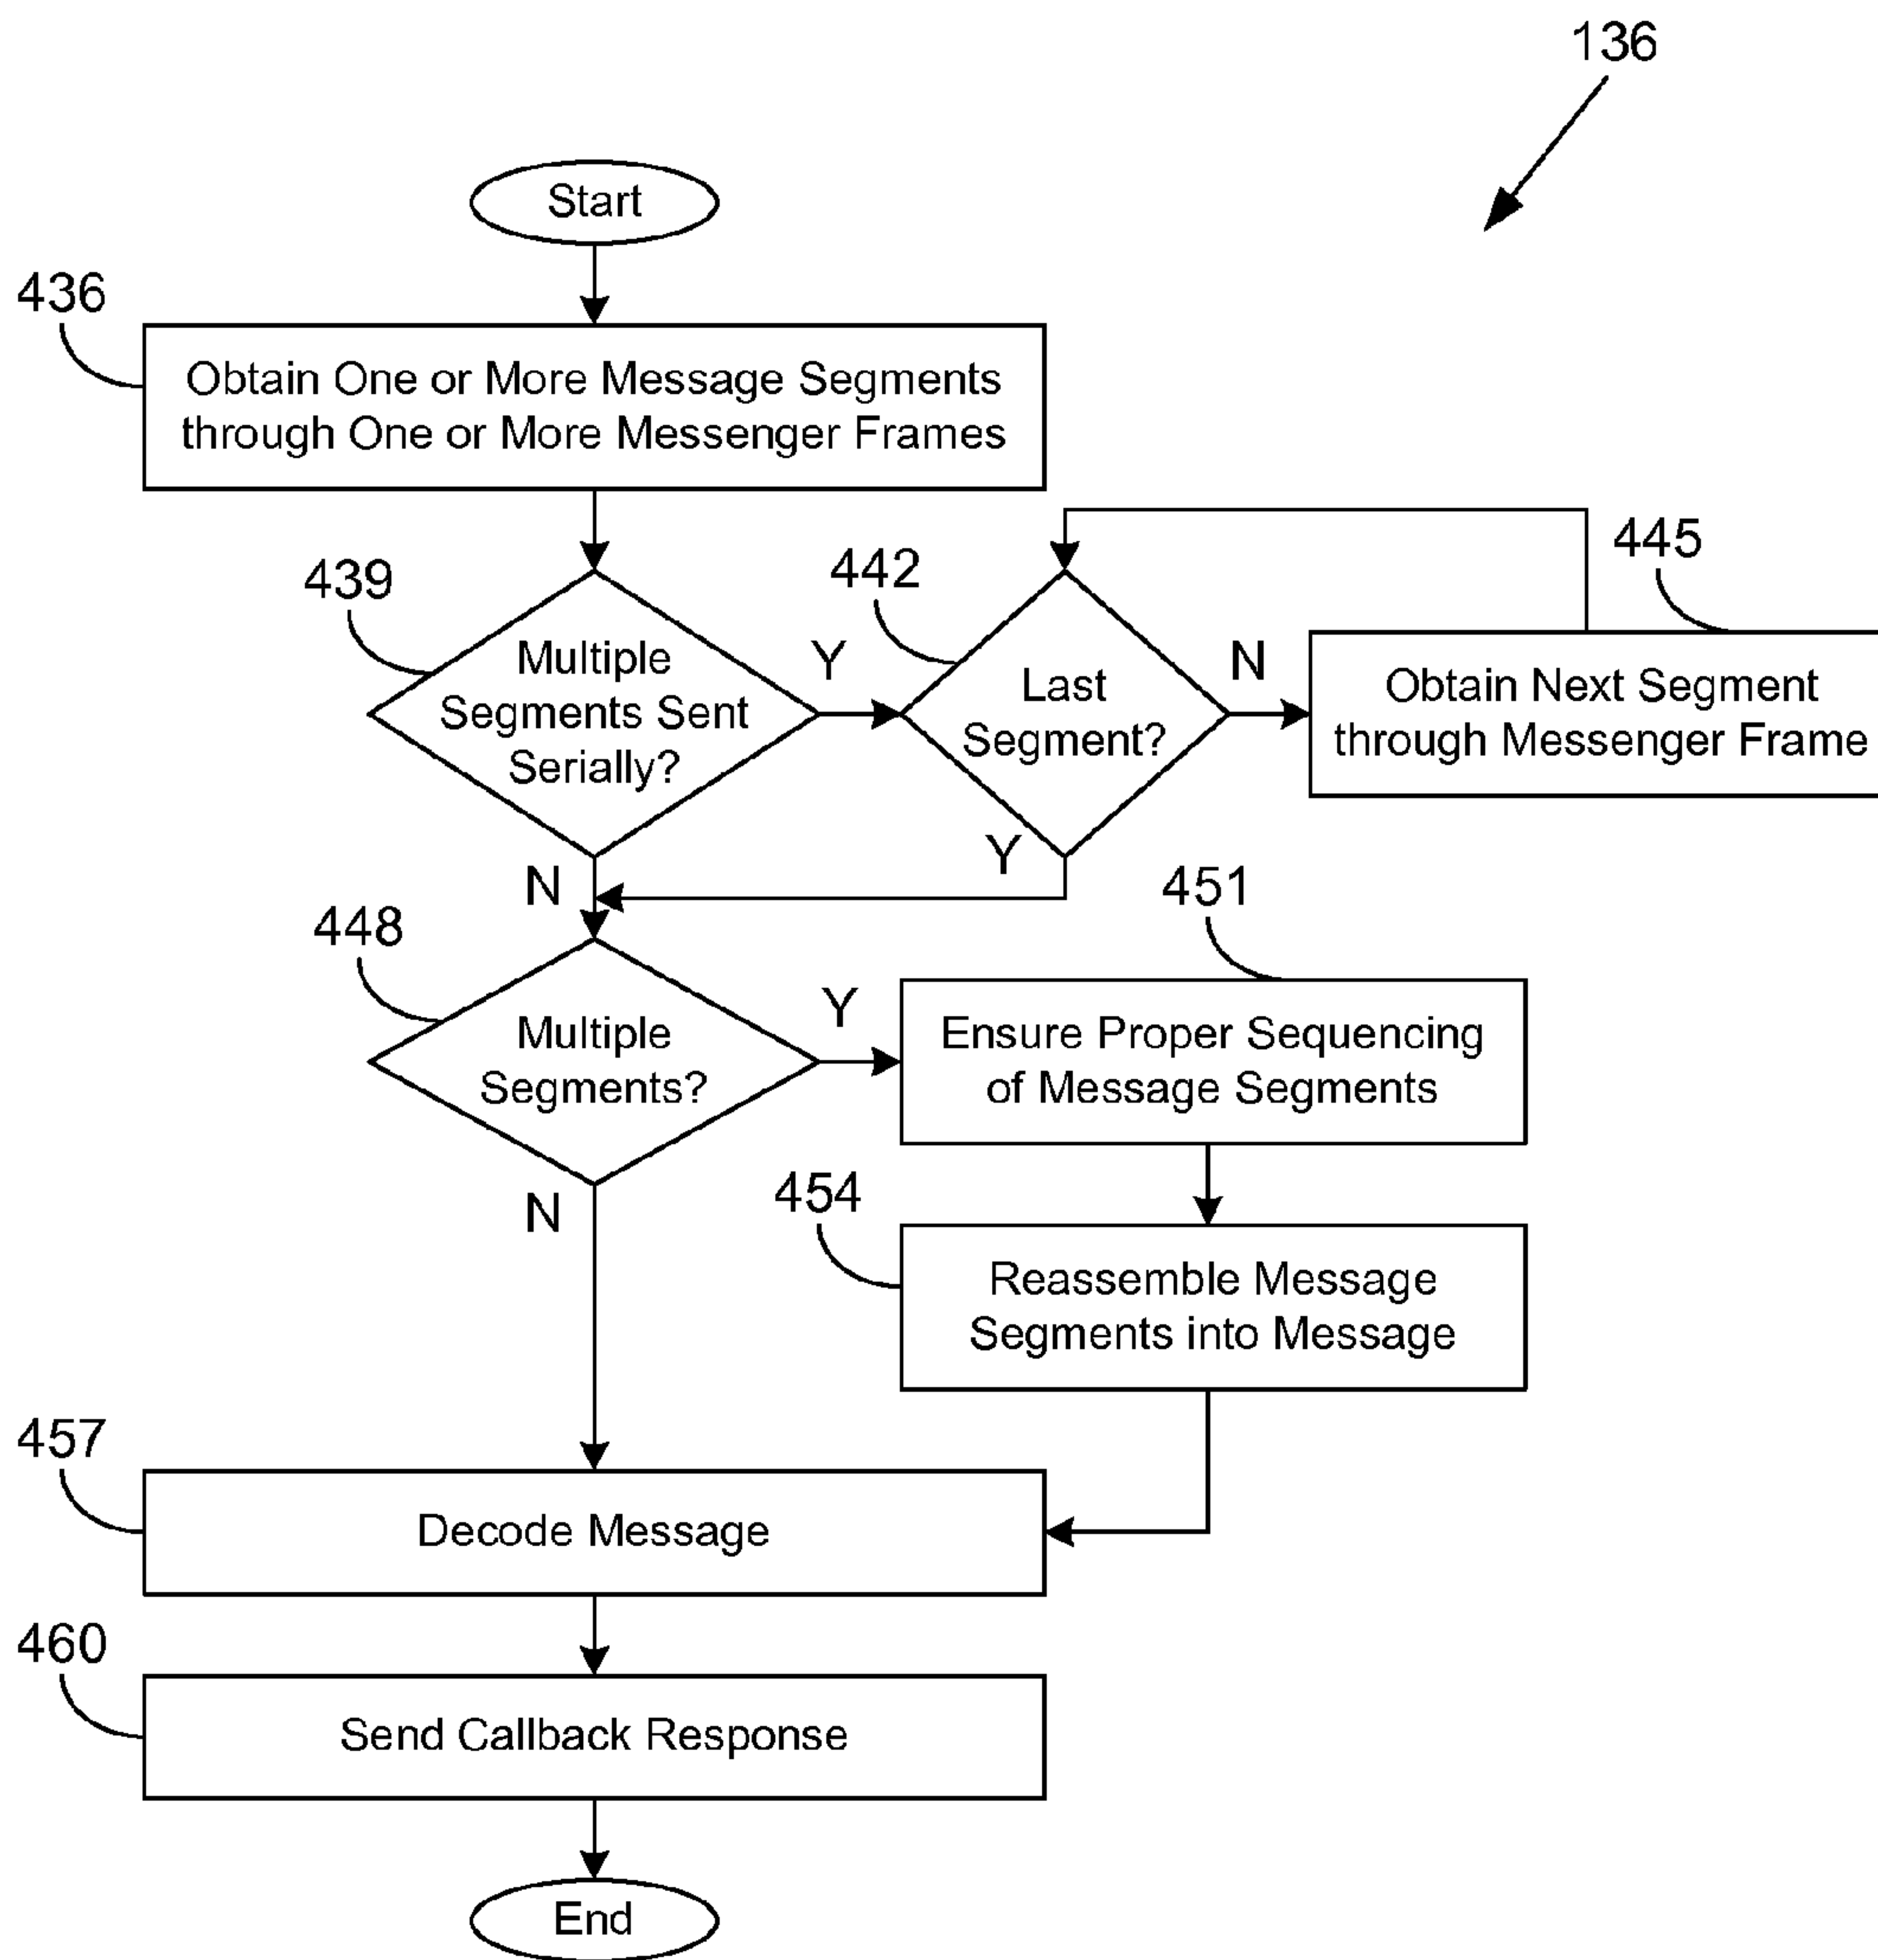 136
Start
436
Obtain One or More Message Segments
through One or More Messenger Frames
439
Multiple
Segments Sent
Serially?
Y
N
442
Last
Segment?
N
Y
445
Obtain Next Segment
through Messenger Frame
448
Multiple
Segments?
Y
N
451
Ensure Proper Sequencing
of Message Segments
454
Reassemble Message
Segments into Message
457
Decode Message
460
Send Callback Response
End